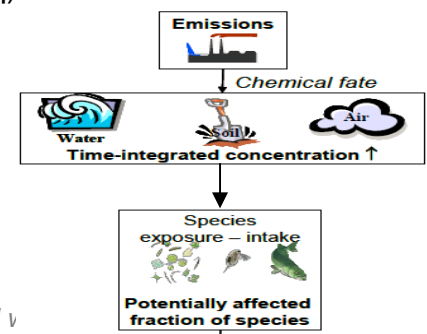 Emissions
Chemical fate
Water
Soil
Air
Time-integrated concentration ↑
Species
exposure – intake
Potentially affected
fraction of species